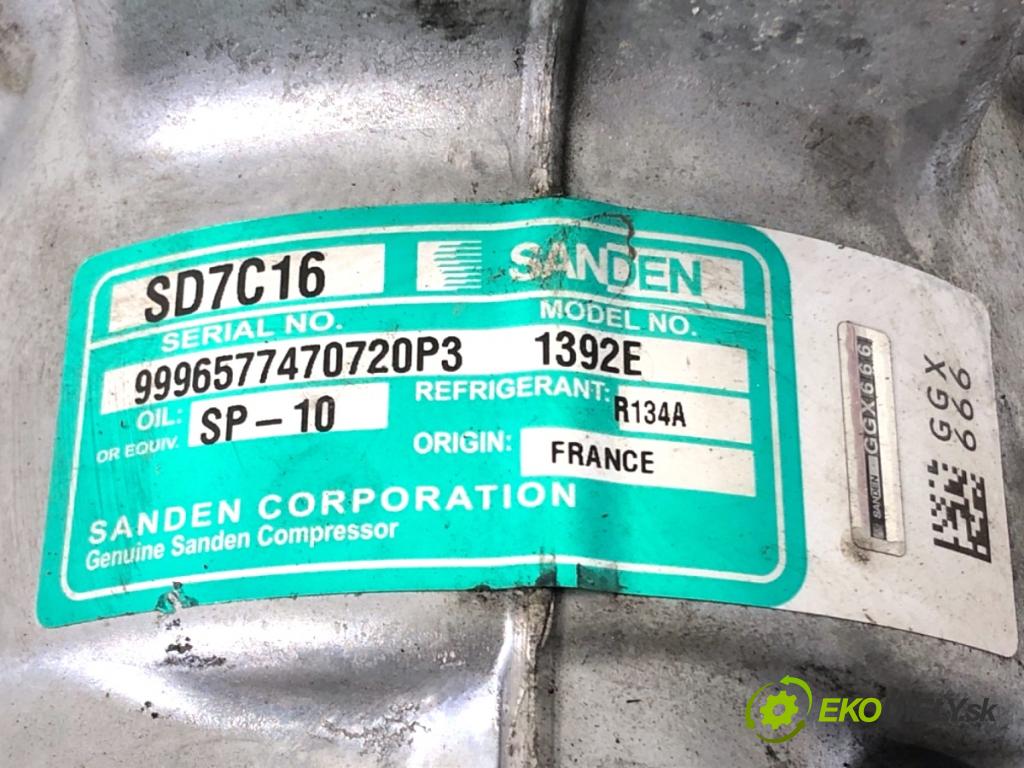 SD7C16
SANDEN
SERIAL NO.
MODEL NO.
9996577470720P3
1392E
OIL:
OR EQUIV.
SP-10
REFRIGERANT:
R134A
ORIGIN:
FRANCE
SANDEN CORPORATION
Genuine Sanden Compressor
SANDEN GGX666
GGX
666